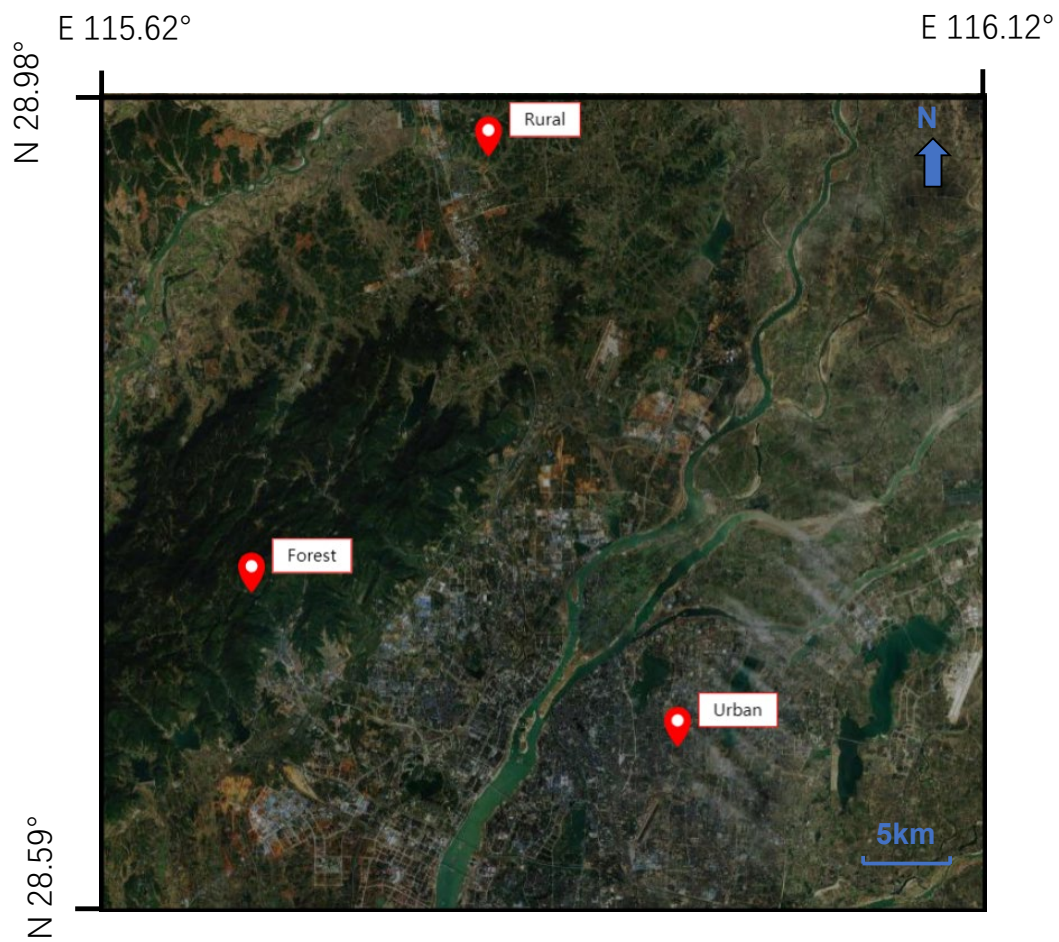 E 115.62°
E 116.12°
N 28.98°
N
Rural
Forest
Urban
5km
N 28.59°